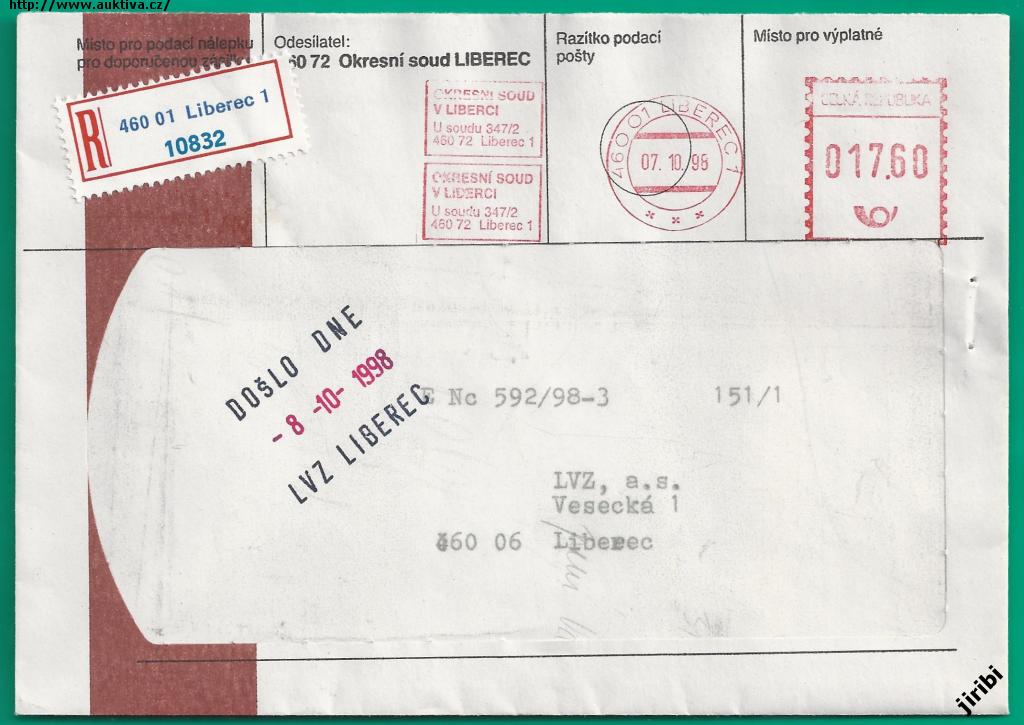 http://www.auktiva.cz/
Místo pro podací nálepku
pro doporučenou zásilku
R
460 01 Liberec 1
10832
Odesílatel:
60 72 Okresní soud LIBEREC
OKRESNÍ SOUD
V LIBERCI
U soudu 347/2
460 72 Liberec 1
OKRESNÍ SOUD
V LIBERCI
U soudu 347/2
460 72 Liberec 1
Razítko podací
pošty
460 01 LIBEREC 1
07. 10. 98
Místo pro výplatné
ČESKÁ REPUBLIKA
017.60
DOŠLO DNE
- 8 -10- 1998
LVZ LIBEREC
E Nc 592/98-3 151/1
LVZ, a.s.
Vesecká 1
460 06 Liberec
jiribi